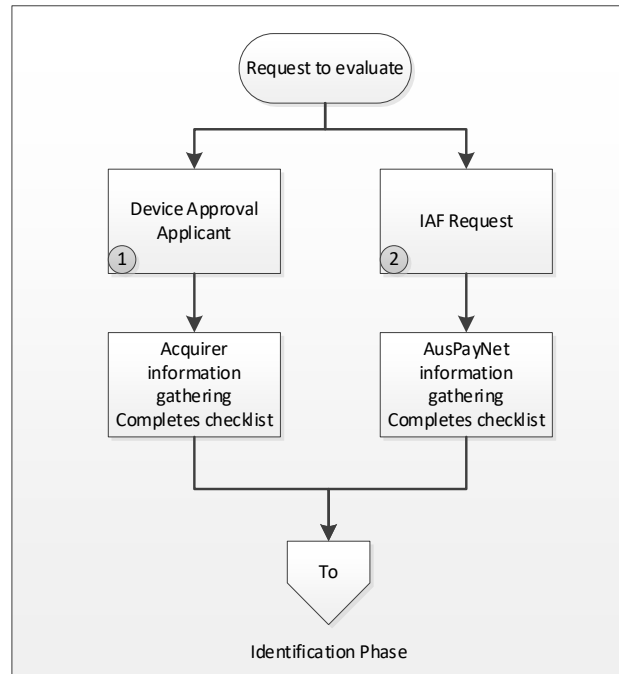 Request to evaluate
Device Approval
Applicant
1
IAF Request
2
Acquirer
information
gathering
Completes checklist
AusPayNet
information
gathering
Completes checklist
To
Identification Phase